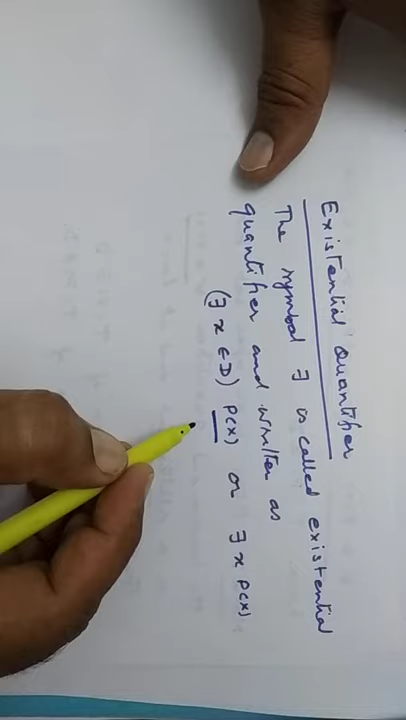 Existential Quantifier
The symbol ∃ is called existential
quantifier and written as
(∃ x ∈ D) P(x) or ∃ x P(x)